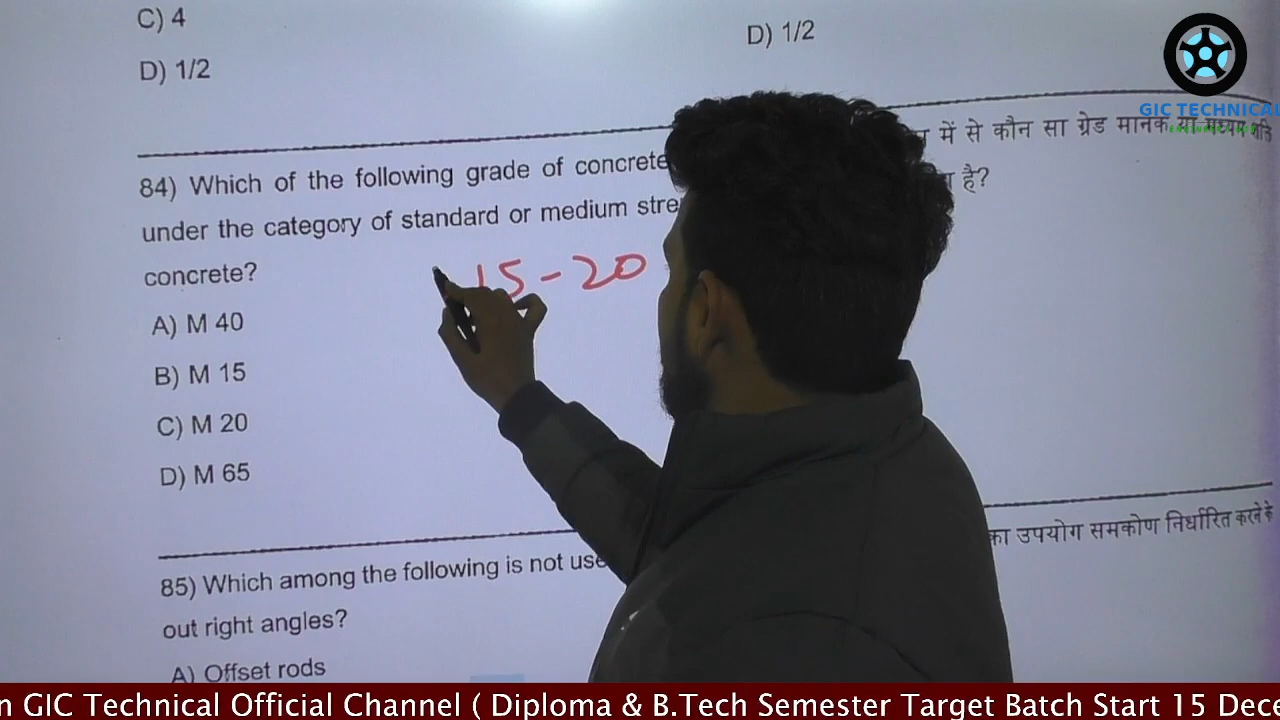 C) 4
D) 1/2
D) 1/2
GIC TECHNICAL
84) Which of the following grade of concrete
under the category of standard or medium
concrete?
में से कौन सा ग्रेड मानक या मध्यम
है?
15-20
A) M 40
B) M 15
C) M 20
D) M 65
85) Which among the following is not
out right angles?
का उपयोग समकोण निर्धारित करने के
A) Offset rods
n GIC Technical Official Channel ( Diploma & B.Tech Semester Target Batch Start 15 Dece